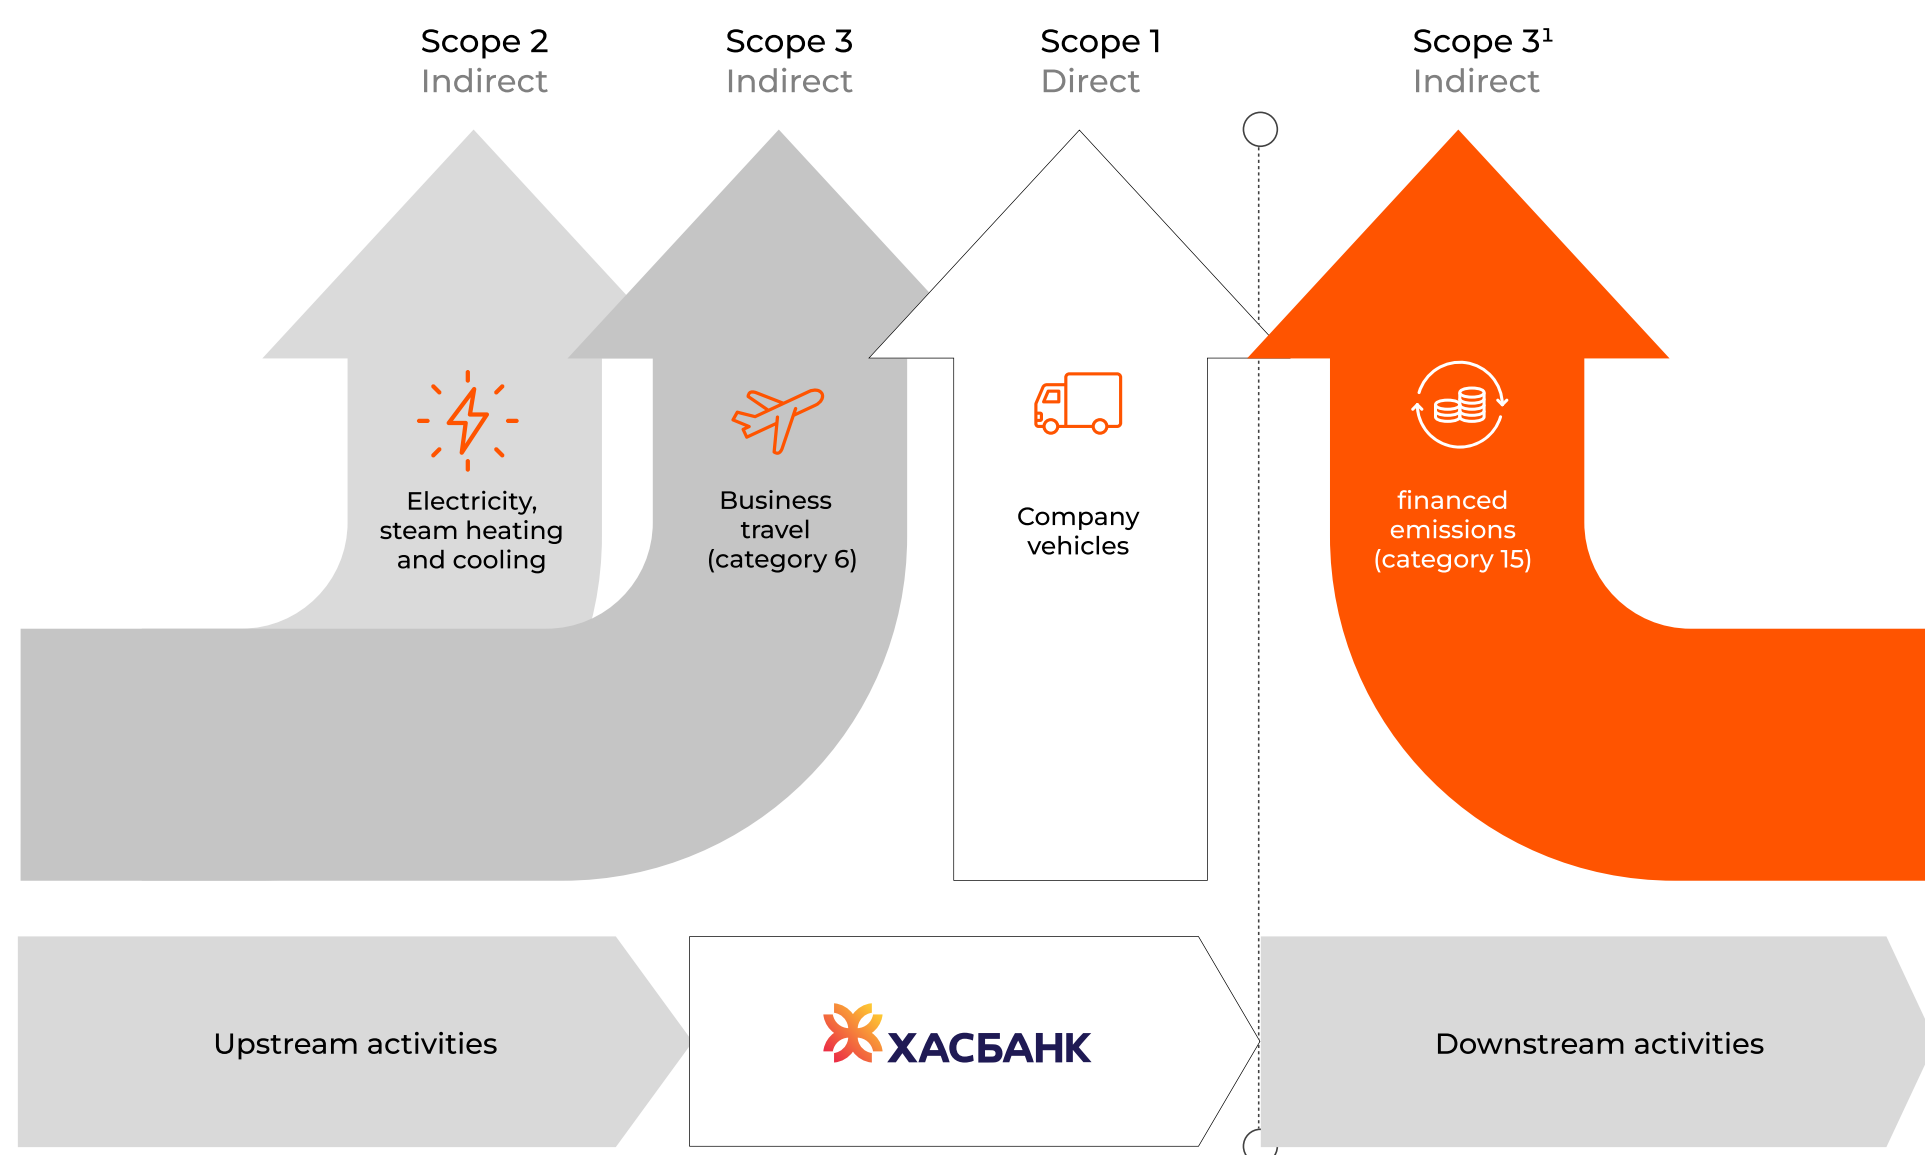 Scope 2
Indirect
Scope 3
Indirect
Scope 1
Direct
Scope 3¹
Indirect
Electricity,
steam heating
and cooling
Business
travel
(category 6)
Company
vehicles
financed
emissions
(category 15)
Upstream activities
ХАСБАНК
Downstream activities